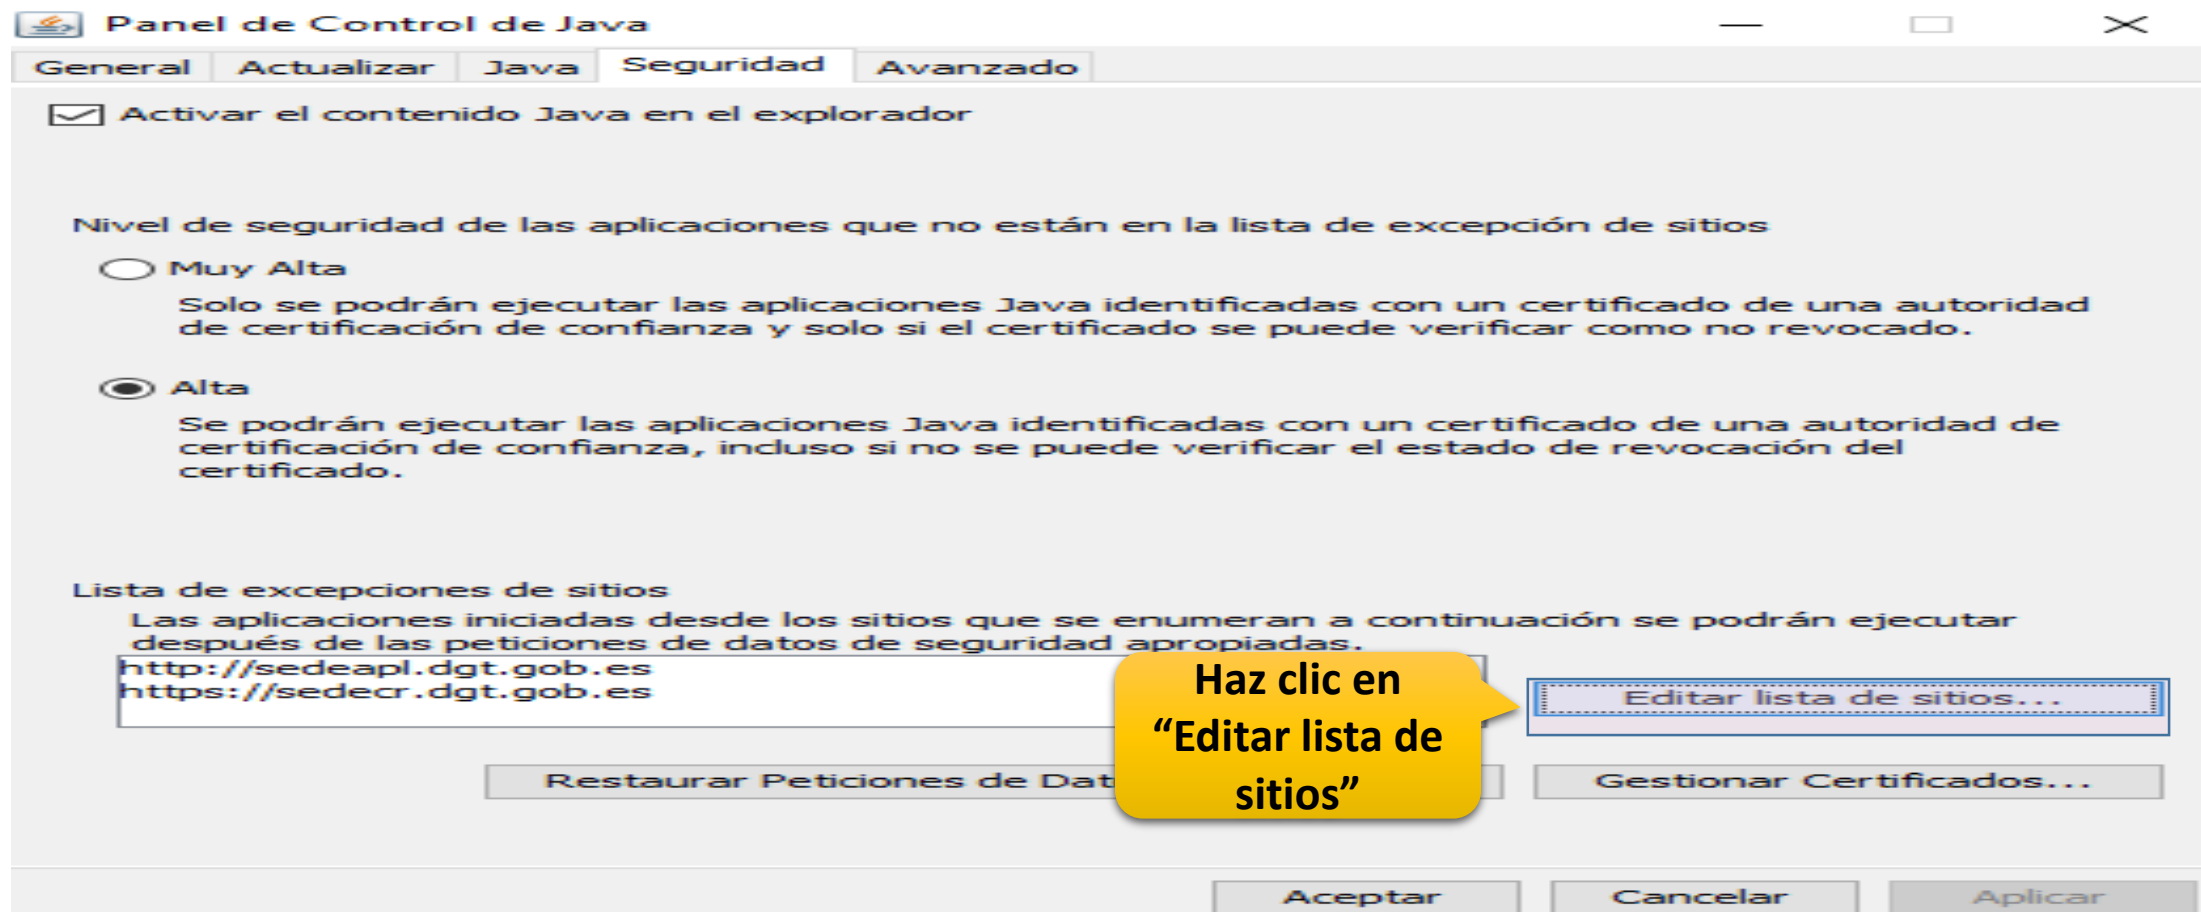 Panel de Control de Java
General Actualizar Java Seguridad Avanzado
Activar el contenido Java en el explorador
Nivel de seguridad de las aplicaciones que no están en la lista de excepción de sitios
Muy Alta
Solo se podrán ejecutar las aplicaciones Java identificadas con un certificado de una autoridad
de certificación de confianza y solo si el certificado se puede verificar como no revocado.
Alta
Se podrán ejecutar las aplicaciones Java identificadas con un certificado de una autoridad de
certificación de confianza, incluso si no se puede verificar el estado de revocación del
certificado.
Lista de excepciones de sitios
Las aplicaciones iniciadas desde los sitios que se enumeran a continuación se podrán ejecutar
después de las peticiones de datos de seguridad apropiadas.
http://sedeapl.dgt.gob.es
https://sedecr.dgt.gob.es
Haz clic en
“Editar lista de
sitios”
Editar lista de sitios...
Restaurar Peticiones de Dat
Gestionar Certificados...
Aceptar Cancelar Aplicar